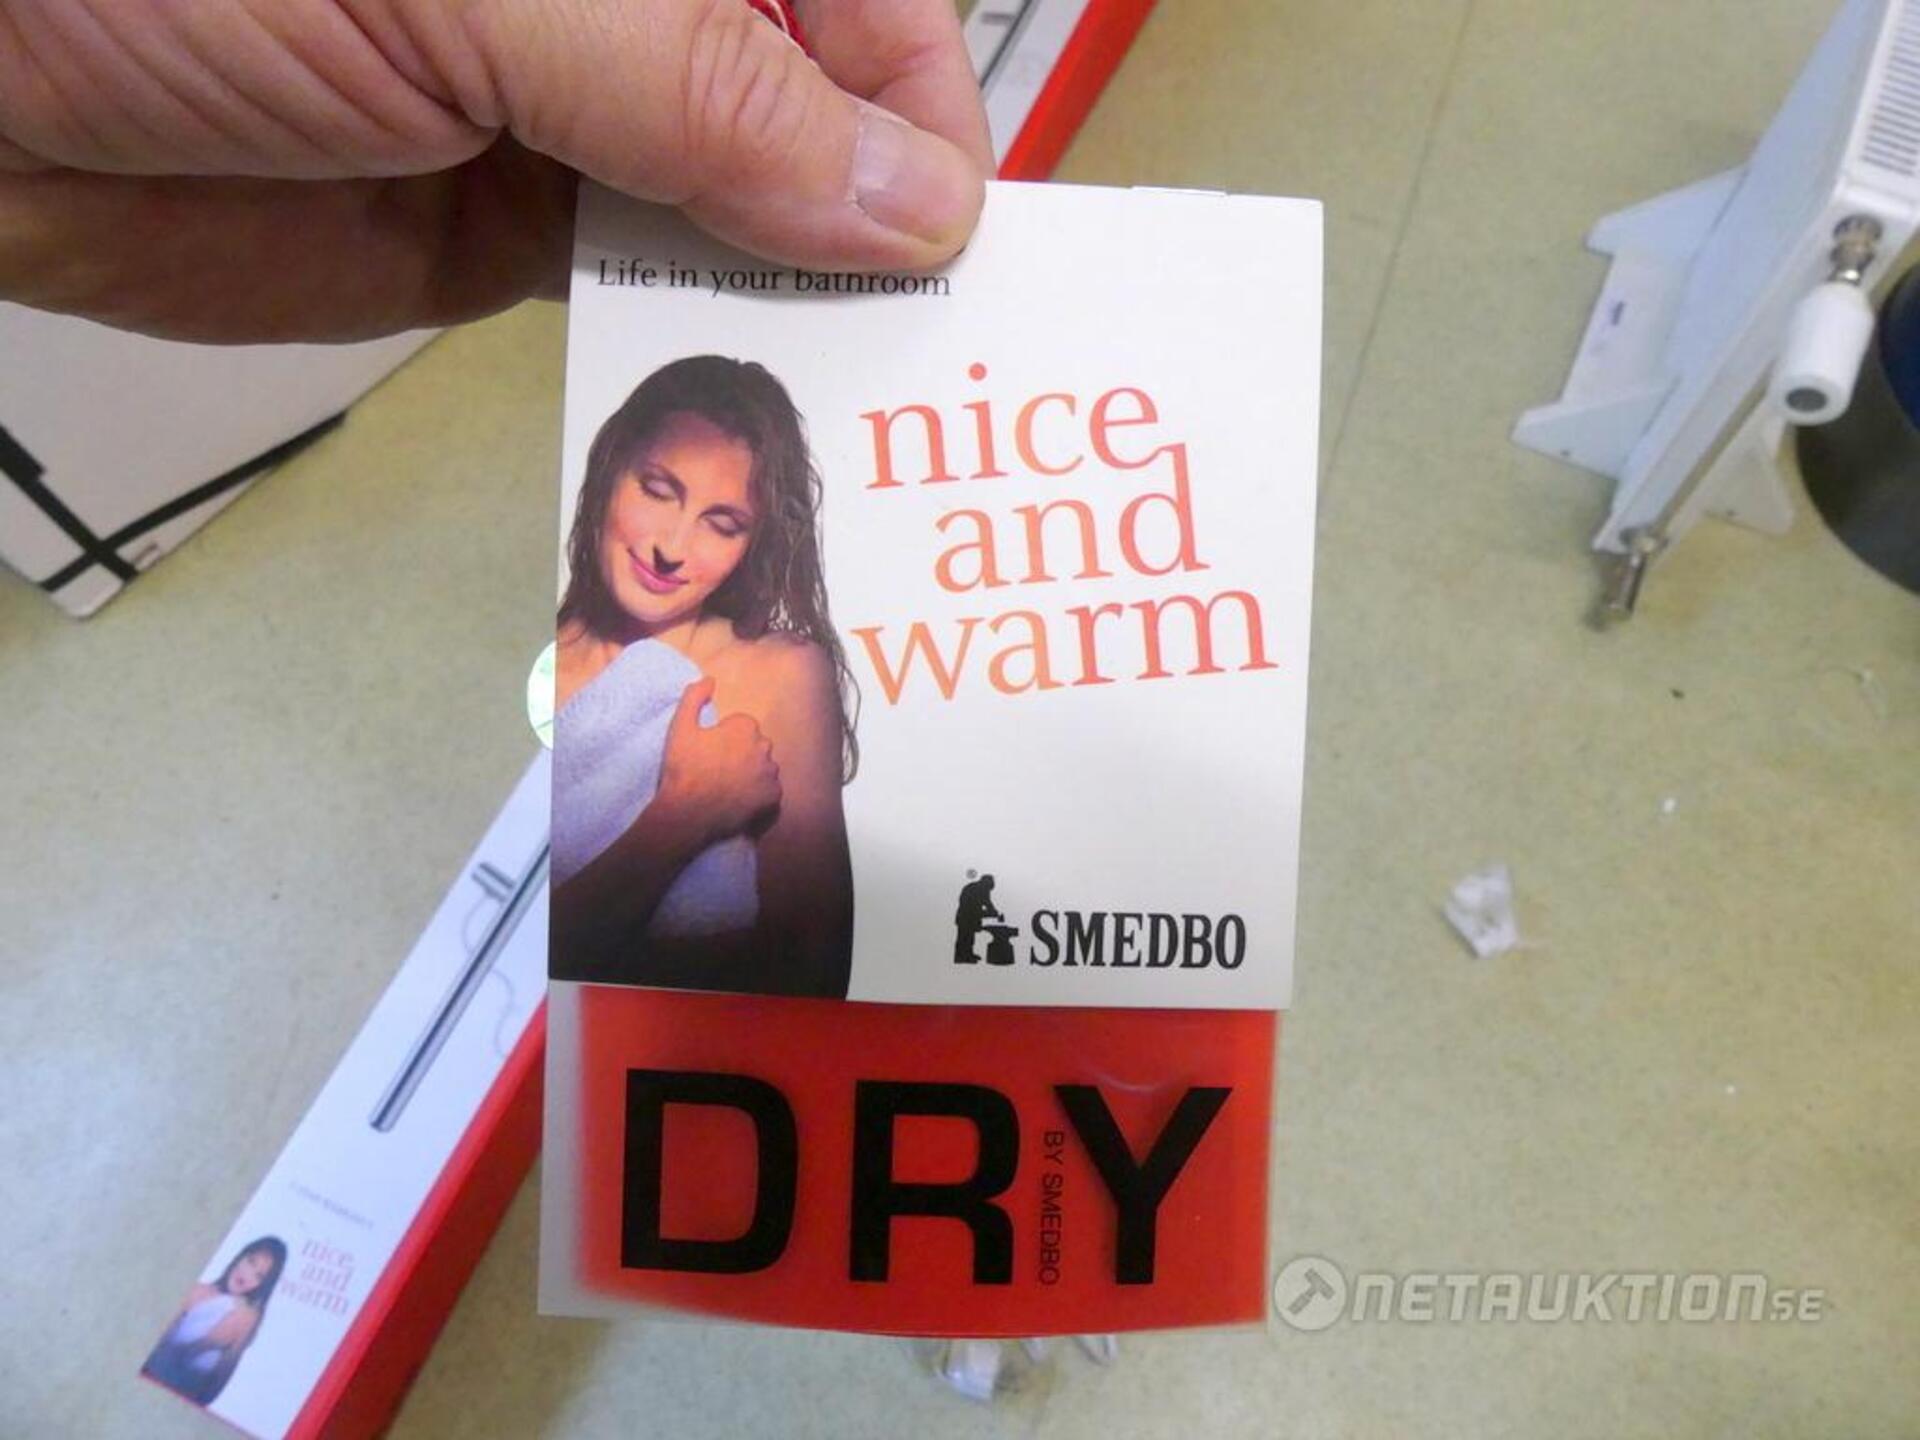 Life in your bathroom
nice
and
warm
®
SMEDBO
DRY
BY SMEDBO
nice
and
warm
NETAUKTION.SE